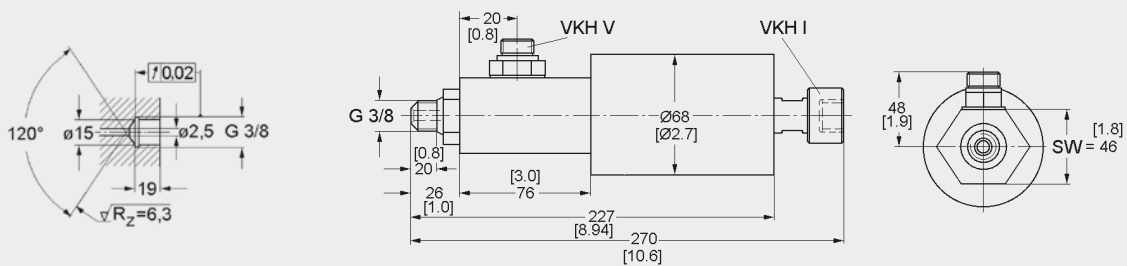 120°
ø15
↗ 0,02
ø2,5
G 3/8
19
R_Z=6,3
20
[0.8]
VKH V
VKH I
G 3/8
Ø68
[Ø2.7]
[0.8]
20
26
[1.0]
[3.0]
76
227
[8.94]
270
[10.6]
48
[1.9]
[1.8]
SW = 46